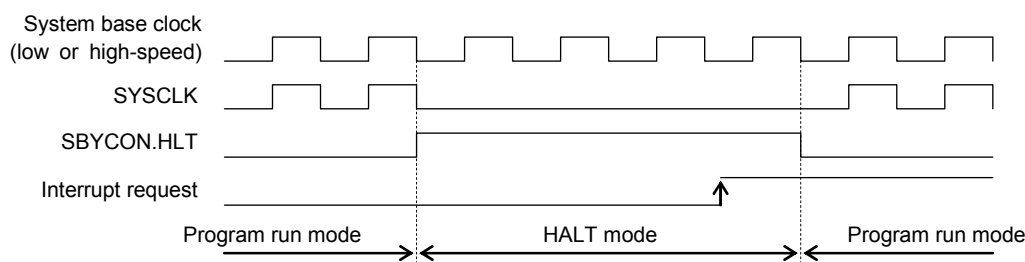 System base clock
(low or high-speed)
SYSCLK
SBYCON.HLT
Interrupt request
Program run mode HALT mode Program run mode